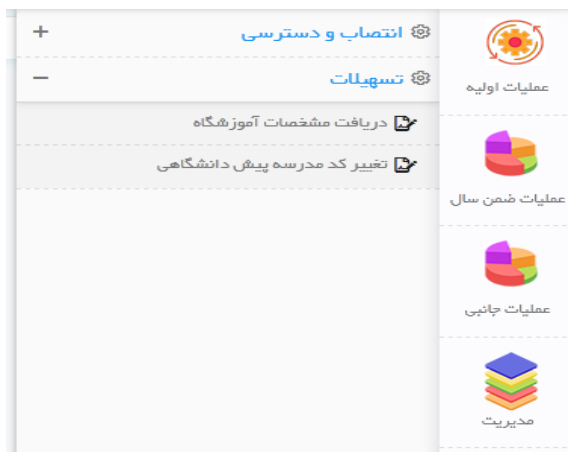 عملیات اولیه
عملیات ضمن سال
عملیات جانبی
مدیریت
انتصاب و دسترسی +
تسهیلات −
دریافت مشخصات آموزشگاه
تغییر کد مدرسه پیش دانشگاهی